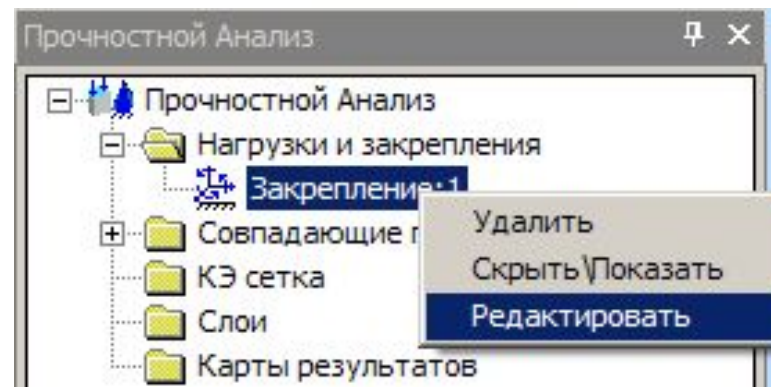 Прочностной Анализ
Прочностной Анализ
Нагрузки и закрепления
Закрепление:1
Удалить
Совпадающие
Скрыть\Показать
КЭ сетка
Редактировать
Слои
Карты результатов